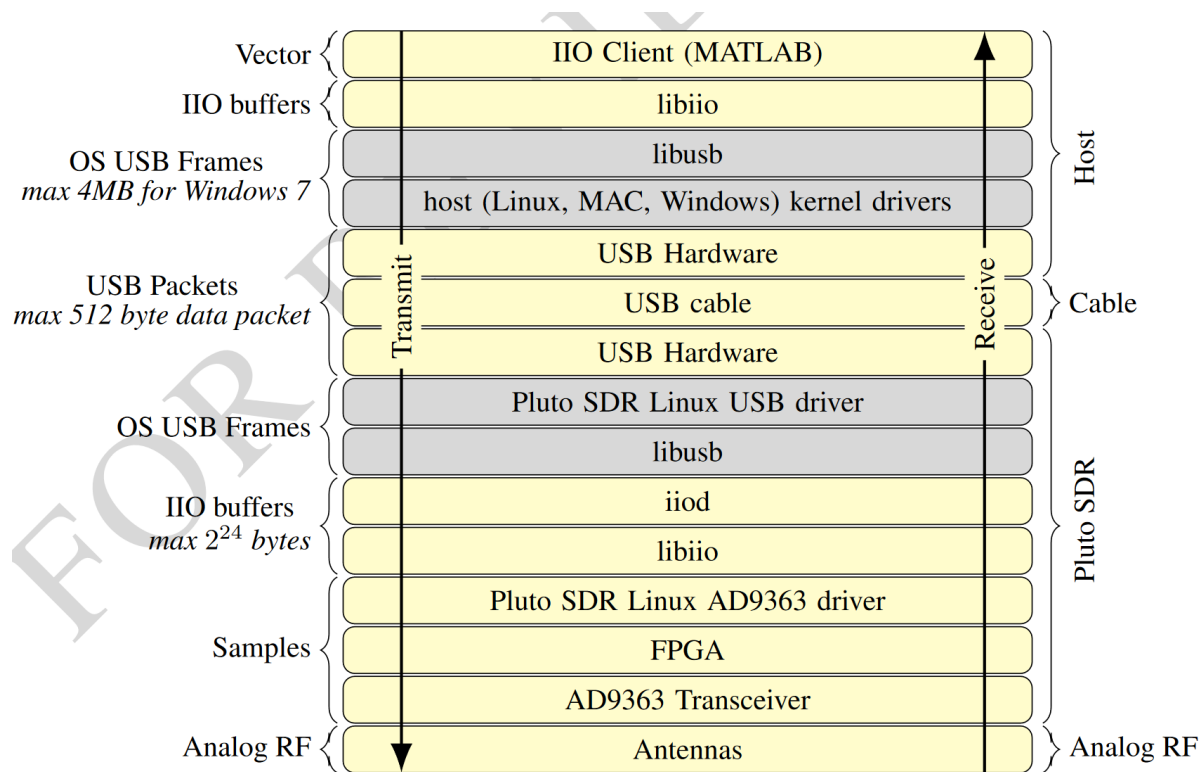 Vector
IIO Client (MATLAB)
IIO buffers
libiio
OS USB Frames
max 4MB for Windows 7
libusb
host (Linux, MAC, Windows) kernel drivers
Host
USB Packets
max 512 byte data packet
USB Hardware
USB cable
USB Hardware
Transmit
Receive
Cable
OS USB Frames
Pluto SDR Linux USB driver
libusb
IIO buffers
max 2²⁴ bytes
iiod
libiio
Pluto SDR
Samples
Pluto SDR Linux AD9363 driver
FPGA
AD9363 Transceiver
Analog RF
Antennas
Analog RF
FOR